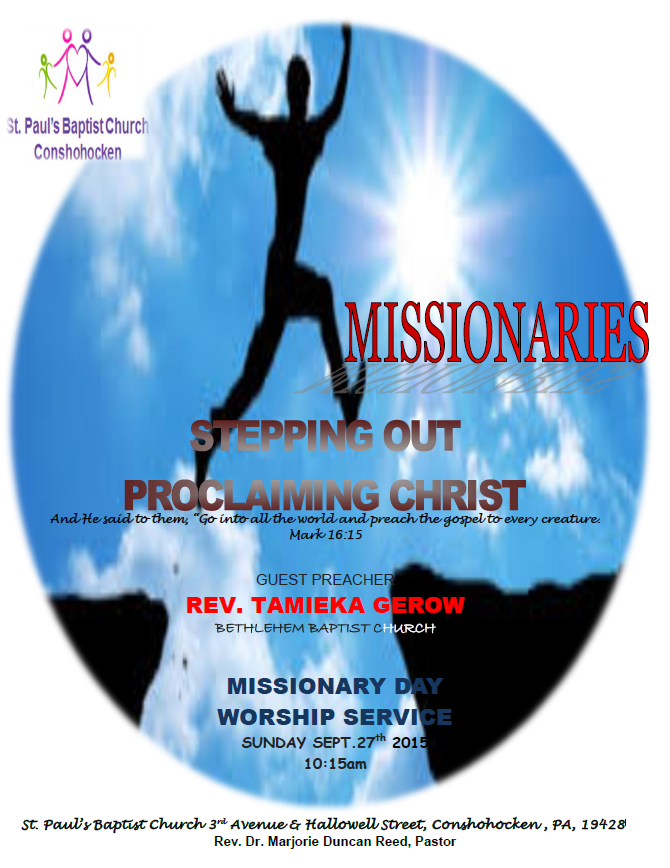 St. Paul's Baptist Church
Conshohocken
MISSIONARIES
STEPPING OUT
PROCLAIMING CHRIST
And He said to them, "Go into all the world and preach the gospel to every creature.
Mark 16:15
GUEST PREACHER
REV. TAMIEKA GEROW
BETHLEHEM BAPTIST CHURCH
MISSIONARY DAY
WORSHIP SERVICE
SUNDAY SEPT.27th 2015
10:15am
St. Paul's Baptist Church 3rd Avenue & Hallowell Street, Conshohocken , PA, 19428
Rev. Dr. Marjorie Duncan Reed, Pastor